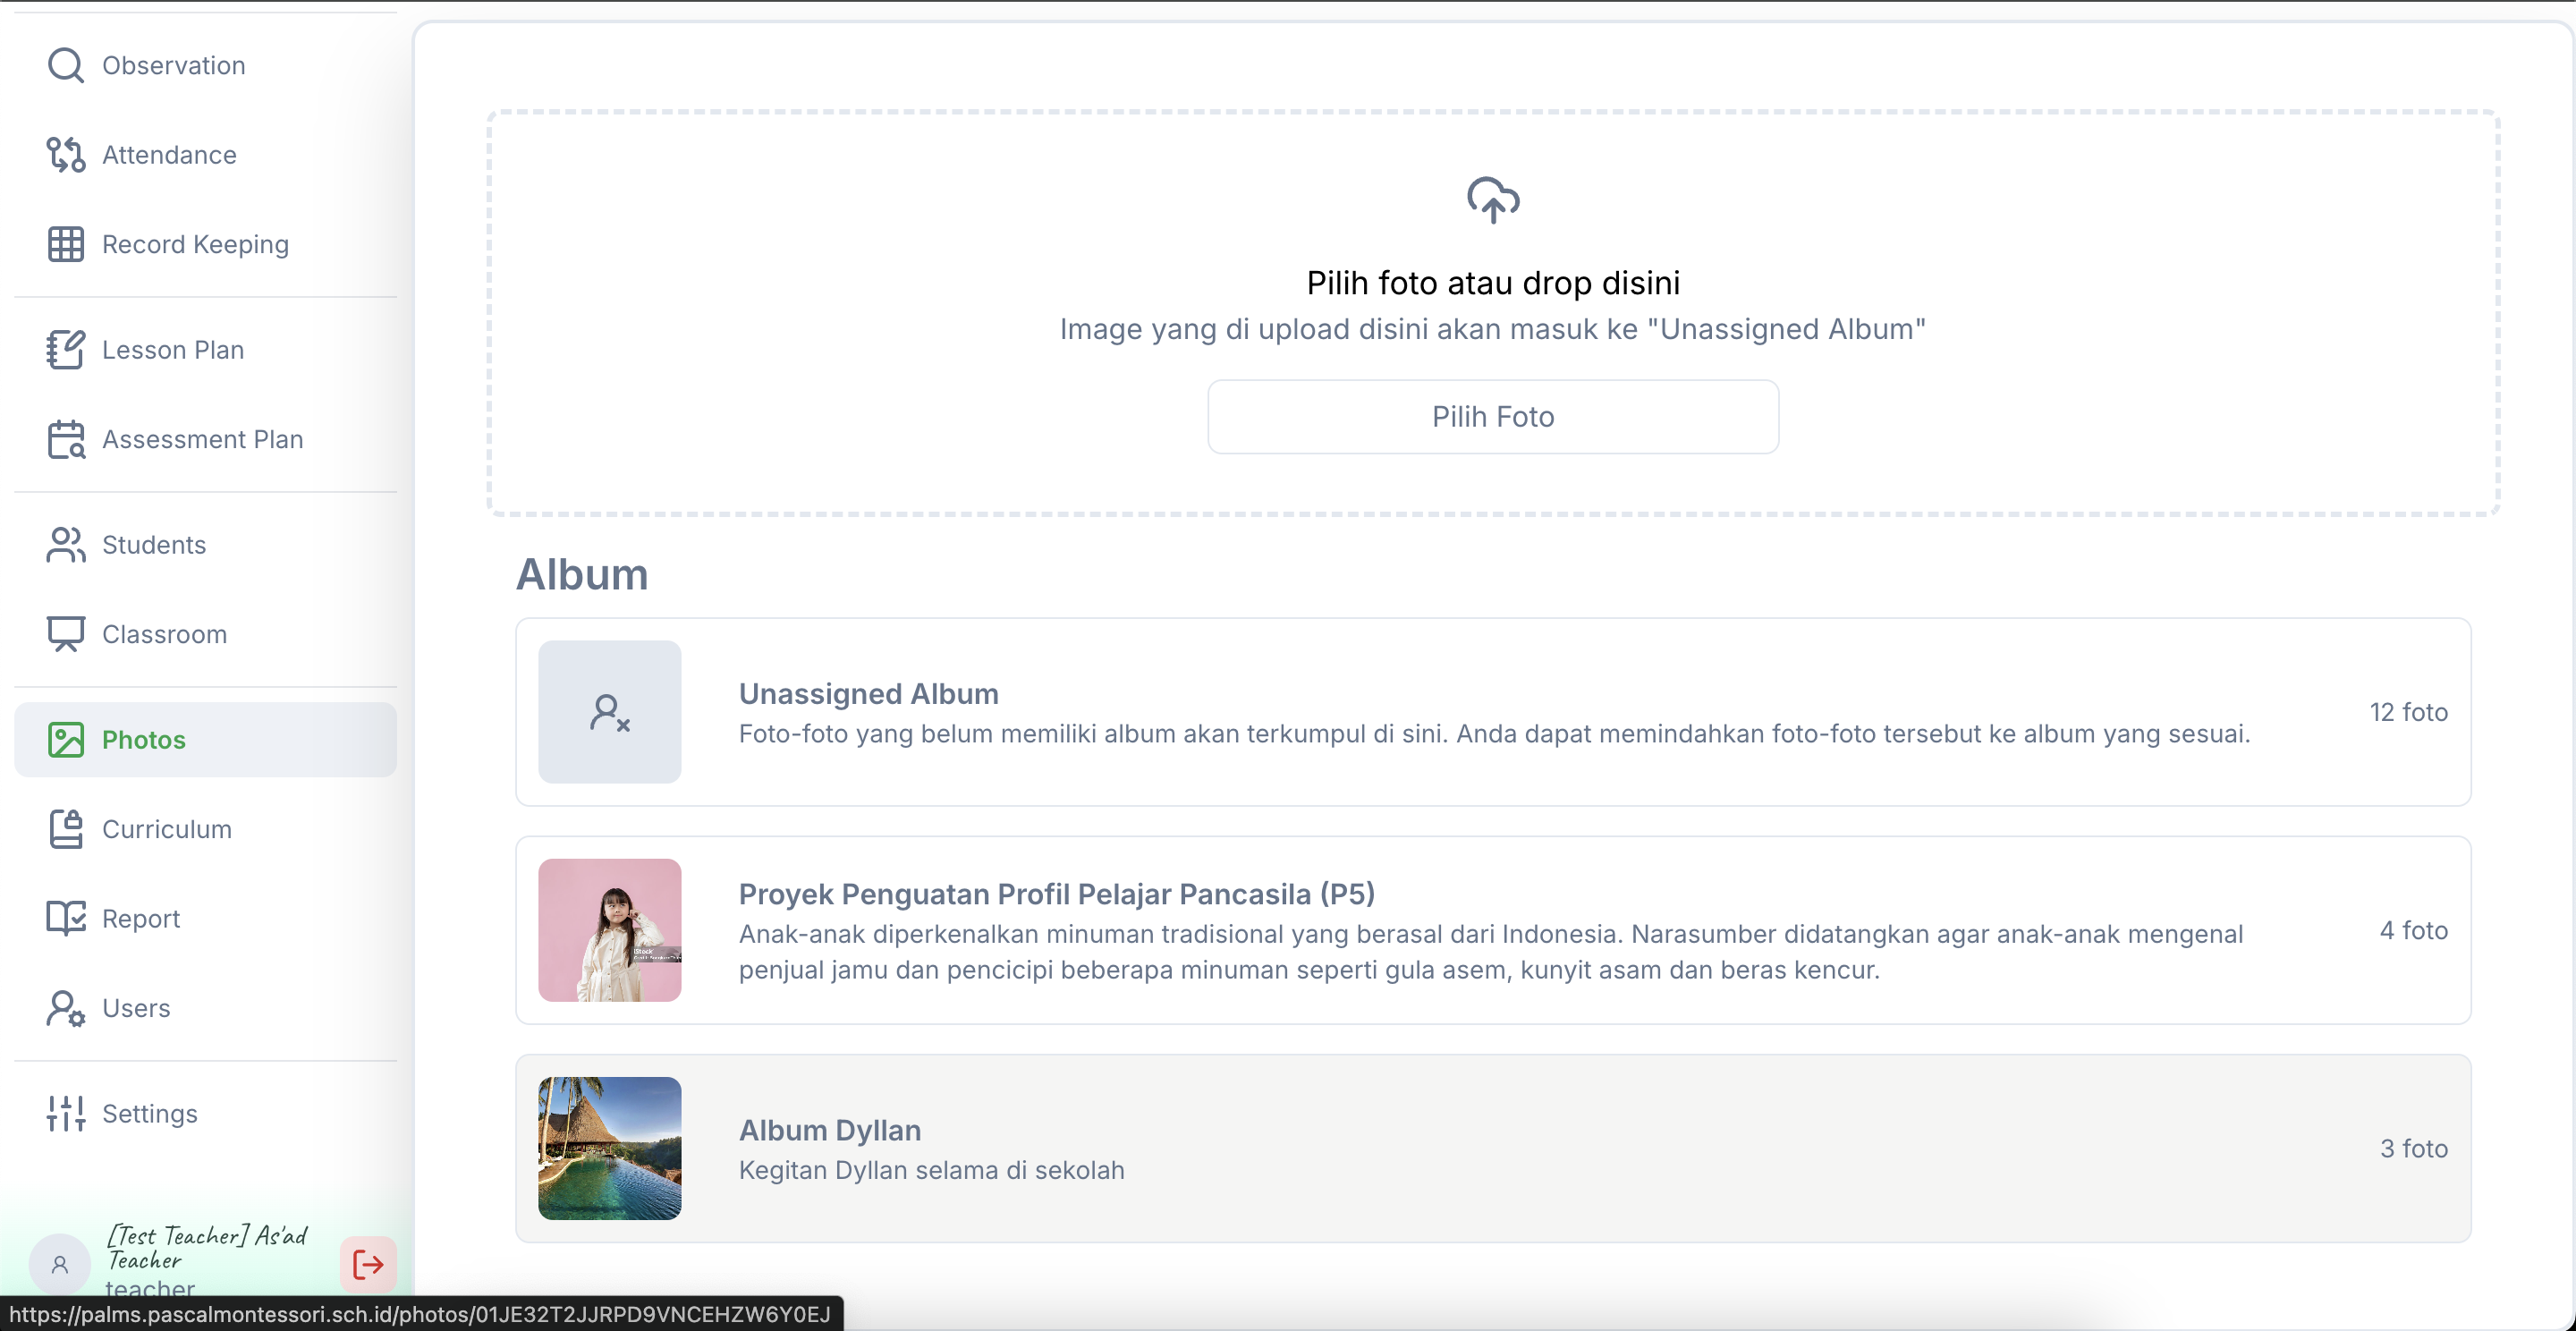 Observation
Attendance
Record Keeping
Lesson Plan
Assessment Plan
Students
Classroom
Photos
Curriculum
Report
Users
Settings
[Test Teacher] As'ad
Teacher
teacher
https://palms.pascalmontessori.sch.id/photos/01JE32T2JJRPD9VNCEHZW6Y0EJ
Pilih foto atau drop disini
Image yang di upload disini akan masuk ke "Unassigned Album"
Pilih Foto
Album
Unassigned Album
Foto-foto yang belum memiliki album akan terkumpul di sini. Anda dapat memindahkan foto-foto tersebut ke album yang sesuai.
12 foto
Proyek Penguatan Profil Pelajar Pancasila (P5)
Anak-anak diperkenalkan minuman tradisional yang berasal dari Indonesia. Narasumber didatangkan agar anak-anak mengenal
penjual jamu dan pencicipi beberapa minuman seperti gula asem, kunyit asam dan beras kencur.
4 foto
iStock
Album Dyllan
Kegitan Dyllan selama di sekolah
3 foto